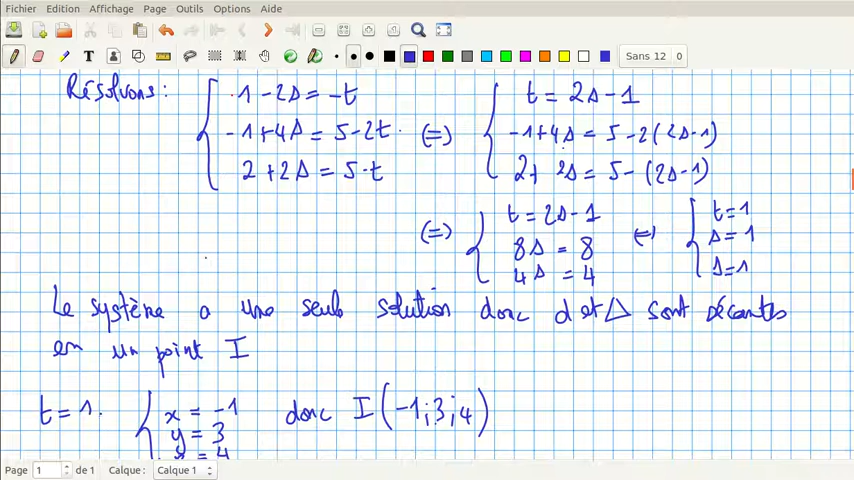 Fichier Édition Affichage Page Outils Options Aide
T Sans 12 0
Résolvons : 1 - 2s = -t t = 2s - 1
-1 + 4s = 5 - 2t (=) -1 + 4s = 5 - 2(2s-1)
2 + 2s = 5 - t 2 + 2s = 5 - (2s-1)
(=) t = 2s - 1 (=) t = 1
8s = 8 s = 1
4s = 4 s = 1
Le système a une seule solution donc d et Δ sont sécantes
en un point I
t = 1. x = -1 donc I(-1;3;4)
y = 3
= 4
Page 1 de 1 Calque : Calque 1